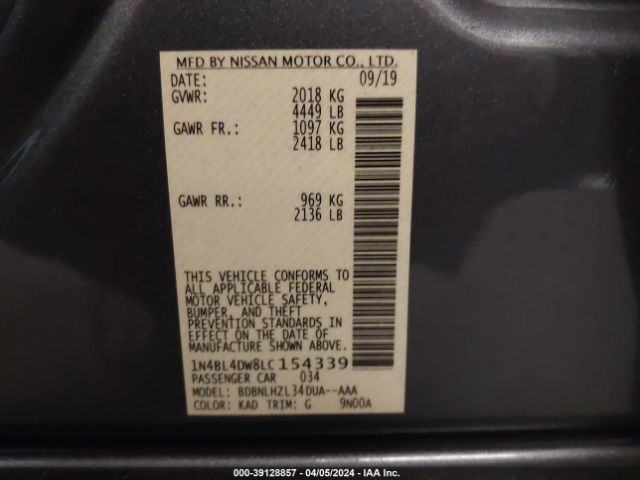 MFD BY NISSAN MOTOR CO., LTD.
DATE: 09/19
GVWR: 2018 KG
4449 LB
GAWR FR.: 1097 KG
2418 LB
GAWR RR.: 969 KG
2136 LB
THIS VEHICLE CONFORMS TO
ALL APPLICABLE FEDERAL
MOTOR VEHICLE SAFETY,
BUMPER, AND THEFT
PREVENTION STANDARDS IN
EFFECT ON THE DATE OF
MANUFACTURE SHOWN ABOVE.
1N4BL4DW8LC154339
PASSENGER CAR 034
MODEL: BDBNLHZL34DUA--AAA
COLOR: KAD TRIM: G 9N00A
000-39128857 / 04/05/2024 - IAA Inc.